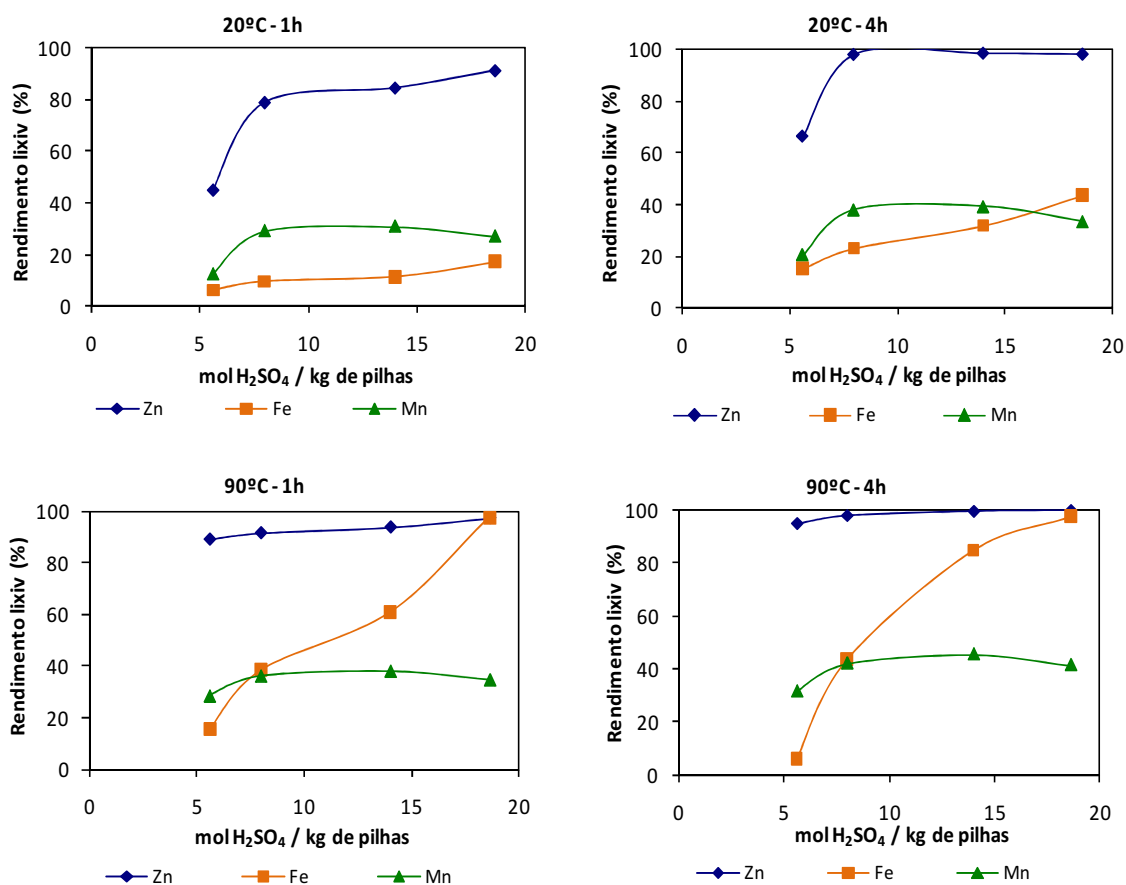 20ºC - 1h
Rendimento lixiv (%)
100
80
60
40
20
0
0 5 10 15 20
mol H₂SO₄ / kg de pilhas
Zn Fe Mn
20ºC - 4h
Rendimento lixiv (%)
100
80
60
40
20
0
0 5 10 15 20
mol H₂SO₄ / kg de pilhas
Zn Fe Mn
90ºC - 1h
Rendimento lixiv (%)
100
80
60
40
20
0
0 5 10 15 20
mol H₂SO₄ / kg de pilhas
Zn Fe Mn
90ºC - 4h
Rendimento lixiv (%)
100
80
60
40
20
0
0 5 10 15 20
mol H₂SO₄ / kg de pilhas
Zn Fe Mn